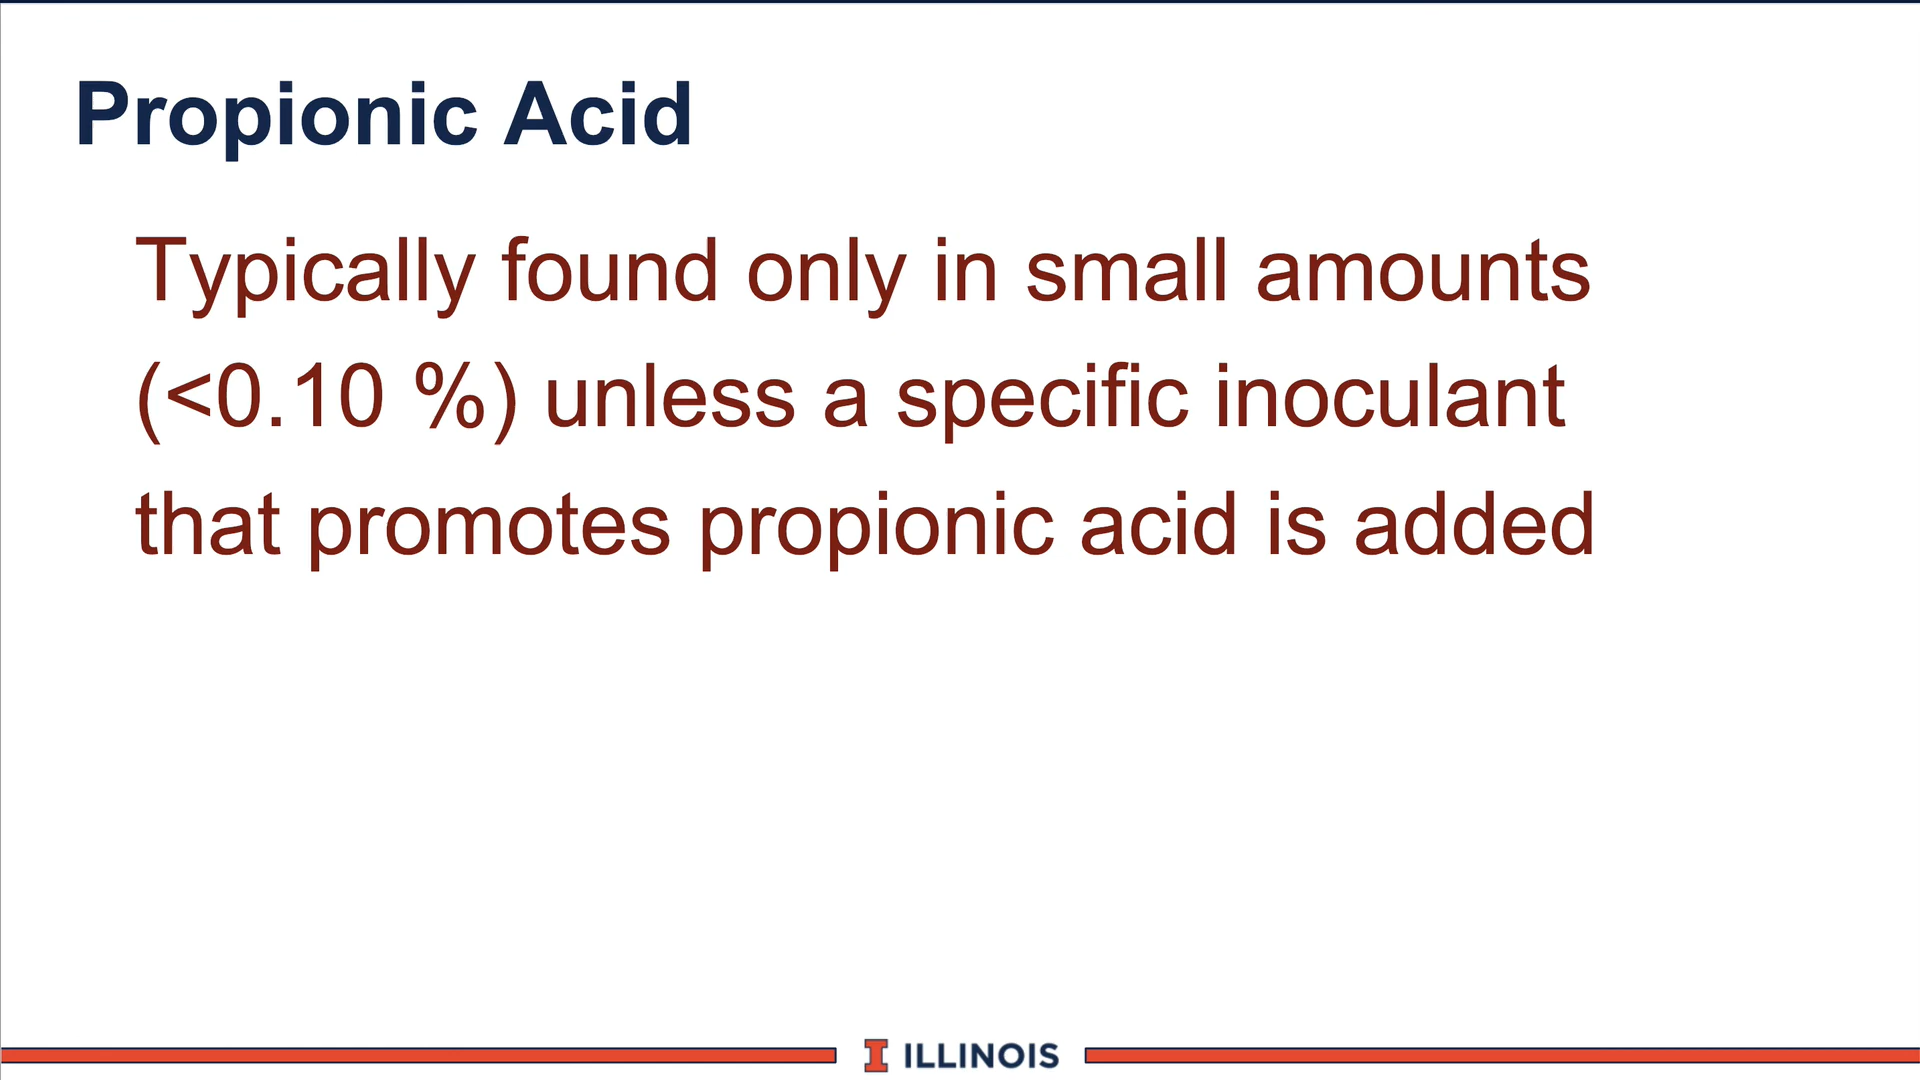 Propionic Acid
Typically found only in small amounts
(<0.10 %) unless a specific inoculant
that promotes propionic acid is added
I ILLINOIS